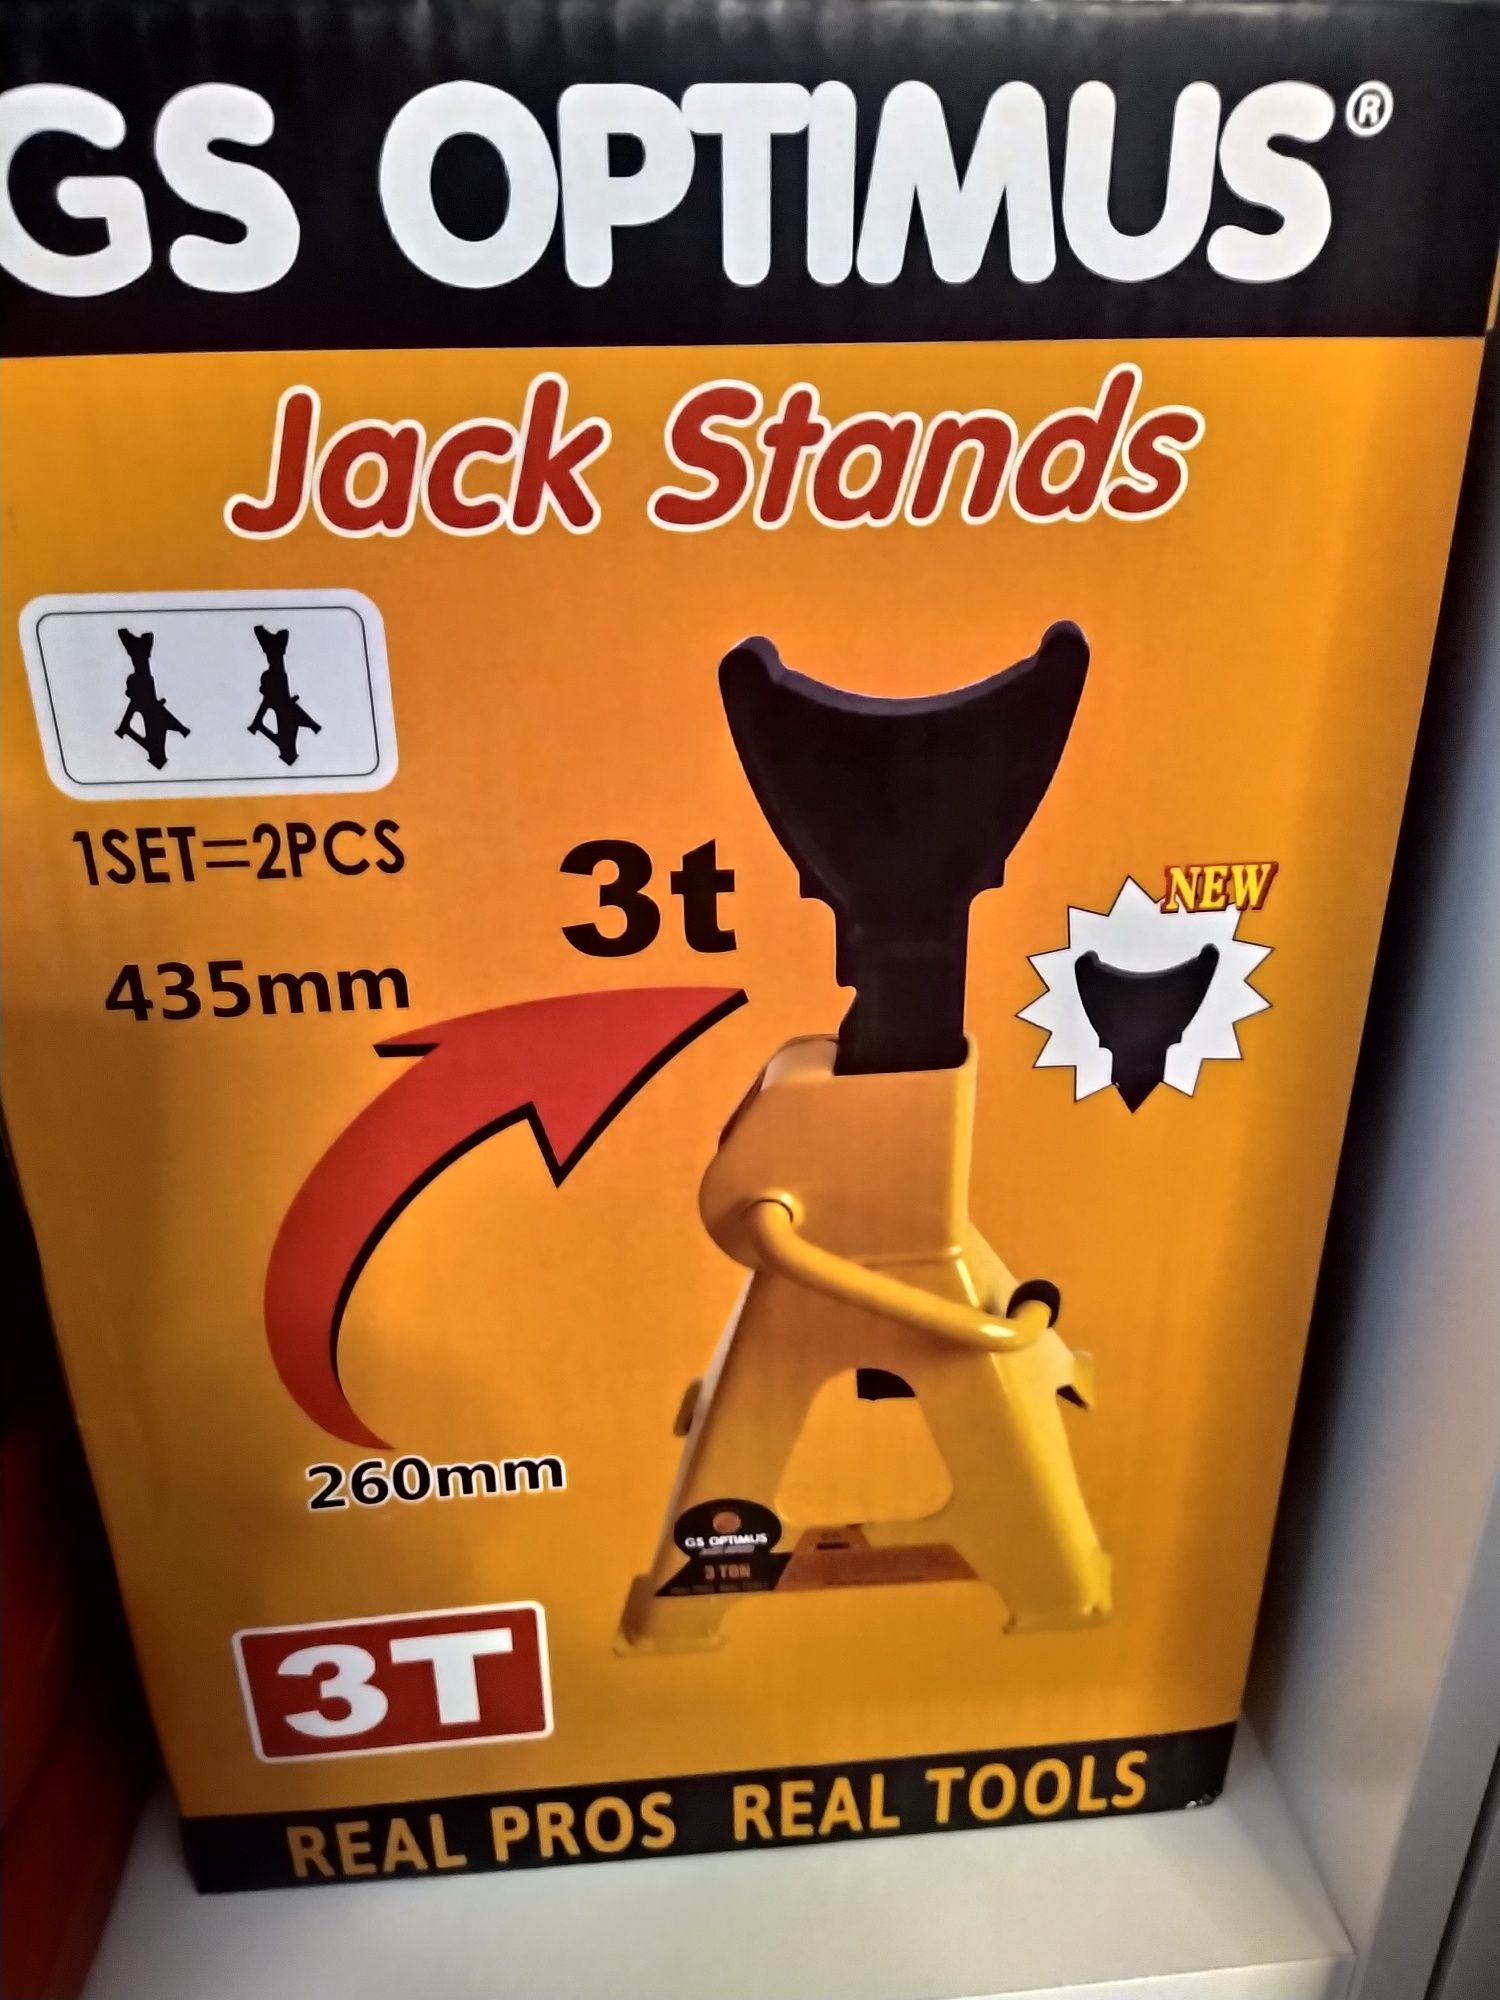 GS OPTIMUS®
Jack Stands
1SET=2PCS
3t
NEW
435mm
260mm
GS OPTIMUS
3 TON
3T
REAL PROS REAL TOOLS